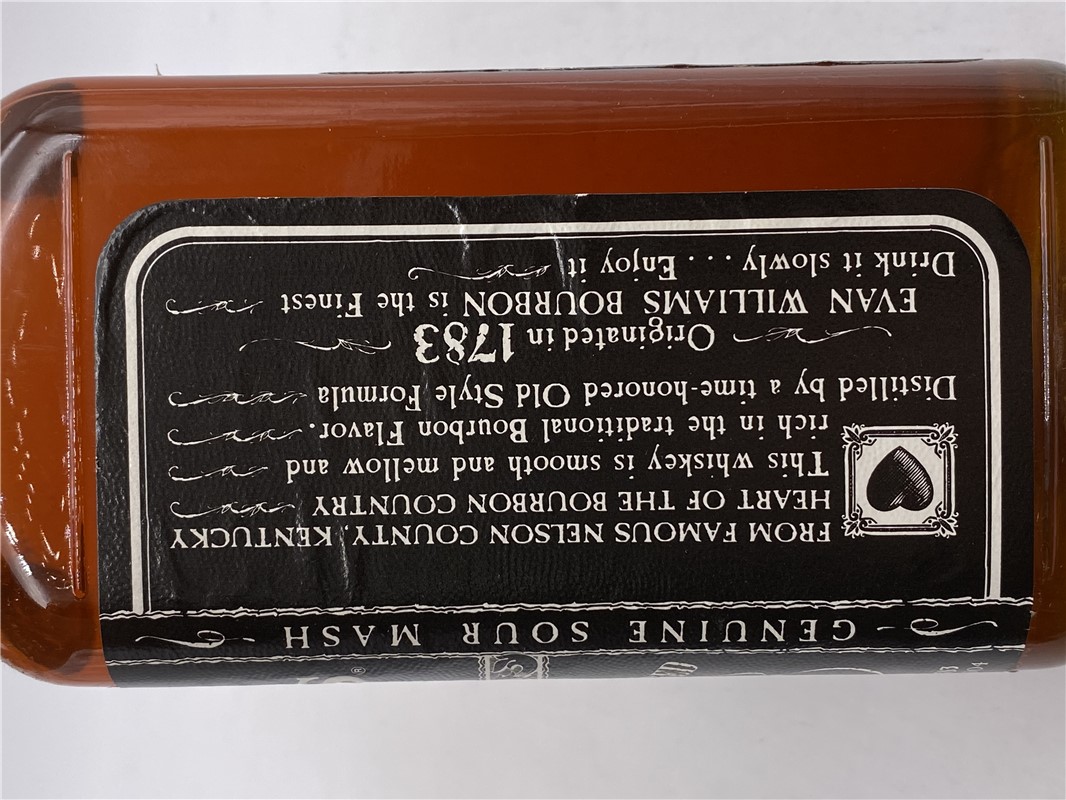 - GENUINE SOUR MASH -
FROM FAMOUS NELSON COUNTY, KENTUCKY
HEART OF THE BOURBON COUNTRY
This whiskey is smooth and mellow and
rich in the traditional Bourbon Flavor.
Distilled by a time-honored Old Style Formula
Originated in 1783
EVAN WILLIAMS BOURBON is the Finest
Drink it slowly . . . Enjoy it